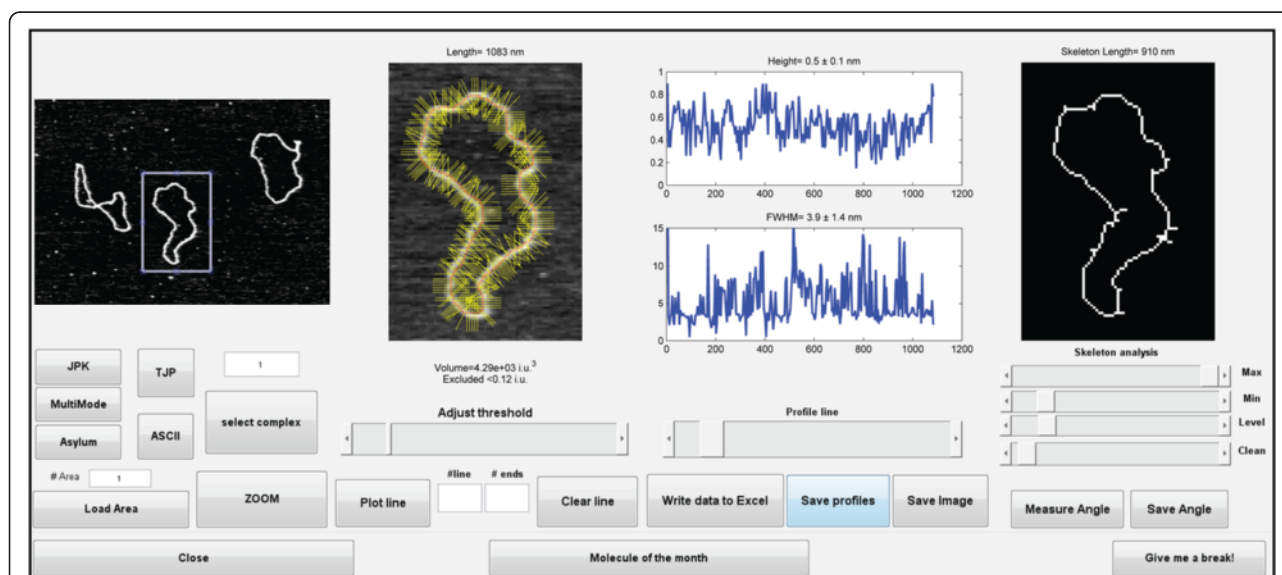 Length= 1083 nm
Height: 0.5 ± 0.1 nm
1
0.8
0.6
0.4
0.2
0
0 200 400 600 800 1000 1200
FWHM= 3.9 ± 1.4 nm
15
10
5
0
0 200 400 600 800 1000 1200
Skeleton Length= 910 nm
Volume=4.29e+03 i.u.³
Excluded <0.12 i.u.
Skeleton analysis
Max
Min
Level
Clean
JPK
TJP
1
MultiMode
select complex
Asylum
ASCII
Adjust threshold
Profile line
# Area 1
Load Area
ZOOM
Plot line
#line # ends
Clear line
Write data to Excel
Save profiles
Save Image
Measure Angle
Save Angle
Close
Molecule of the month
Give me a break!